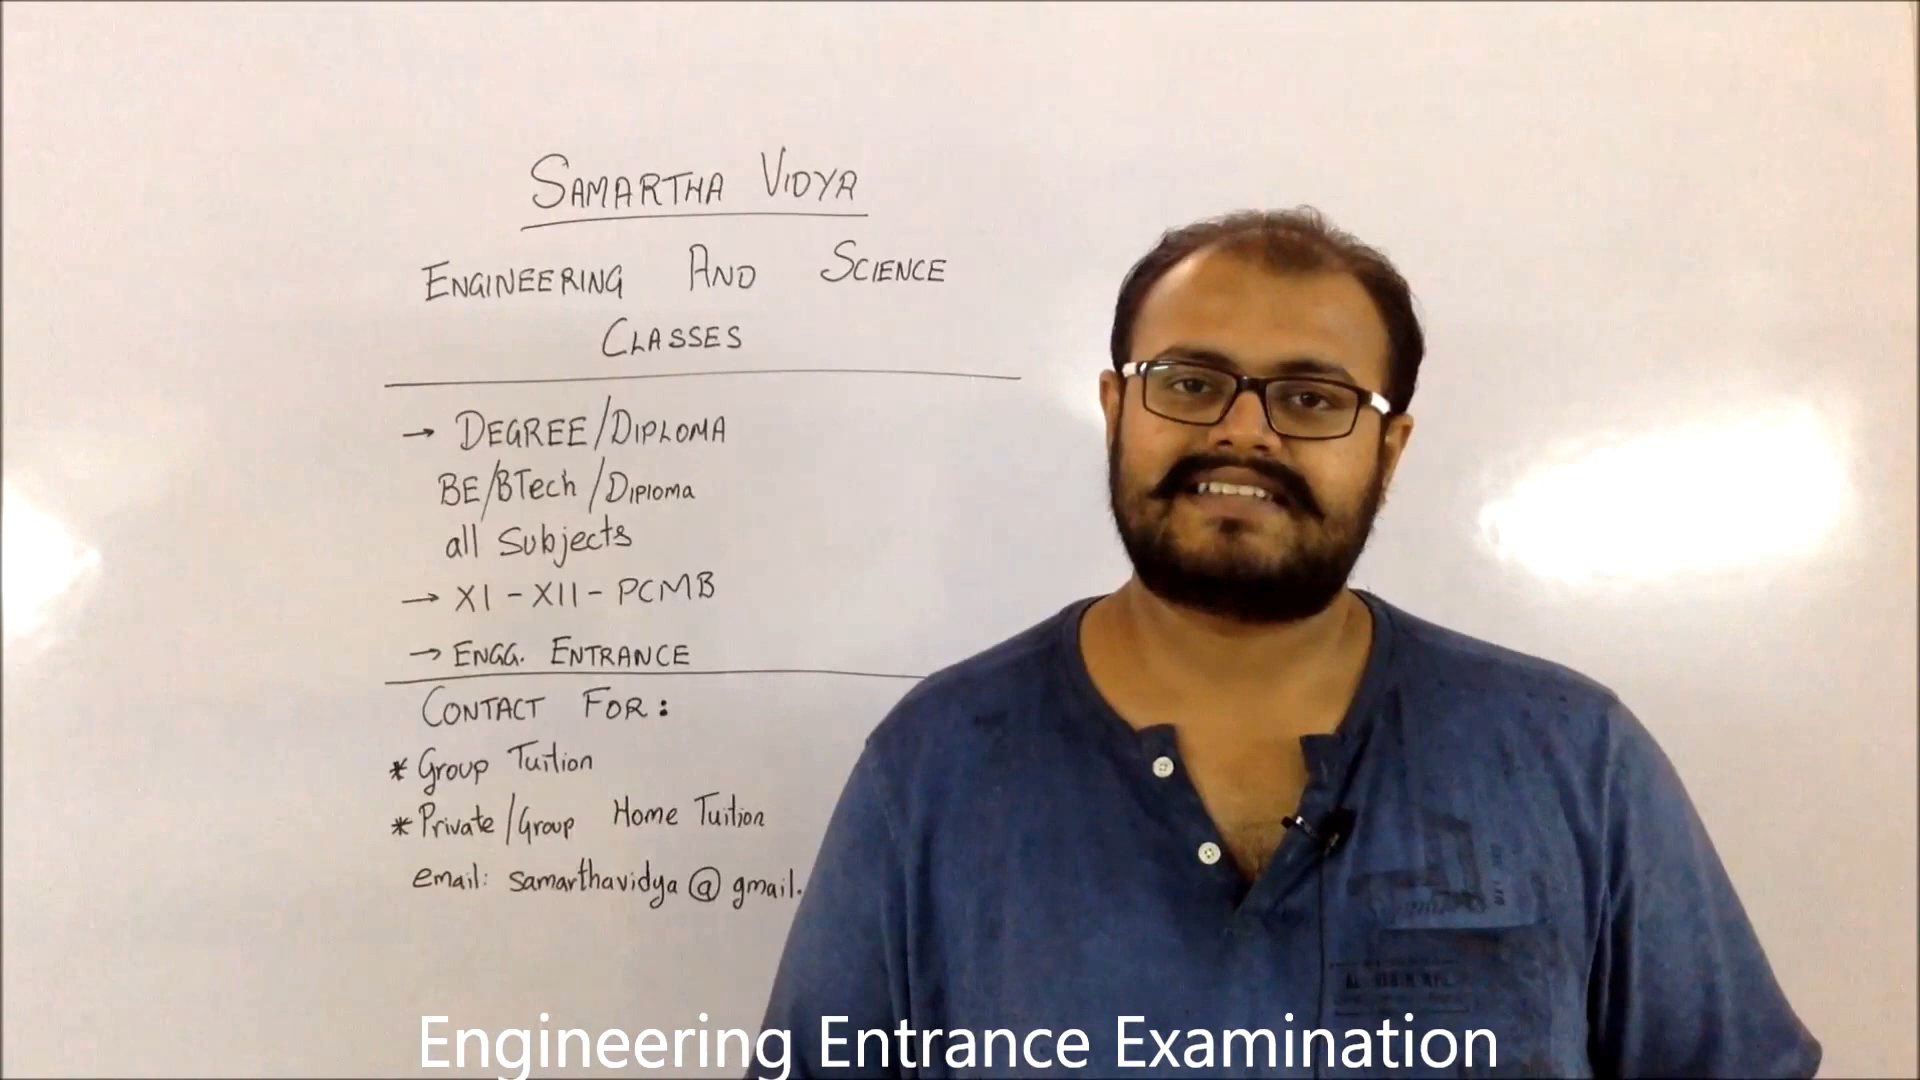 SAMARTHA VIDYA
ENGINEERING AND SCIENCE
CLASSES
→ DEGREE/DIPLOMA
BE/BTech/Diploma
all Subjects
→ XI - XII - PCMB
→ ENGG. ENTRANCE
CONTACT FOR:
* Group Tuition
* Private/Group Home Tuition
email: samarthavidya@gmail.
Engineering Entrance Examination